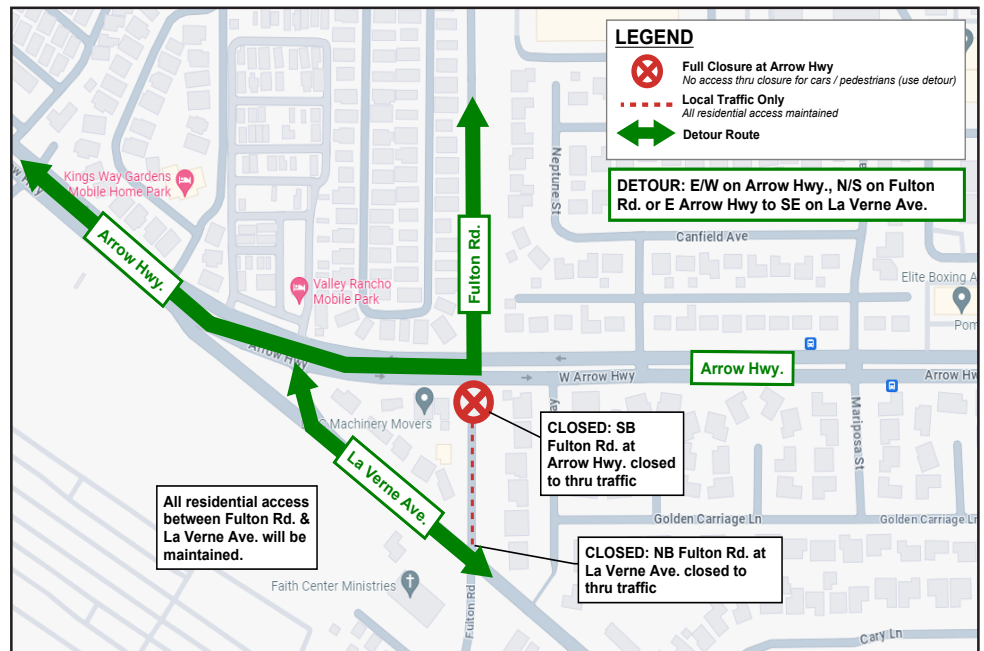 LEGEND
Full Closure at Arrow Hwy
No access thru closure for cars / pedestrians (use detour)
Local Traffic Only
All residential access maintained
Detour Route
DETOUR: E/W on Arrow Hwy., N/S on Fulton
Rd. or E Arrow Hwy to SE on La Verne Ave.
Kings Way Gardens
Mobile Home Park
Neptune St
Canfield Ave
Arrow Hwy.
Fulton Rd.
Valley Rancho
Mobile Park
Elite Boxing A
Pom
Arrow Hwy
W Arrow Hwy
Arrow Hwy.
Arrow Hw
Machinery Movers
CLOSED: SB
Fulton Rd. at
Arrow Hwy. closed
to thru traffic
Mariposa St
La Verne Ave.
All residential access
between Fulton Rd. &
La Verne Ave. will be
maintained.
Golden Carriage Ln
Golden Carriage Ln
CLOSED: NB Fulton Rd. at
La Verne Ave. closed to
thru traffic
Faith Center Ministries
Fulton Rd
Cary Ln